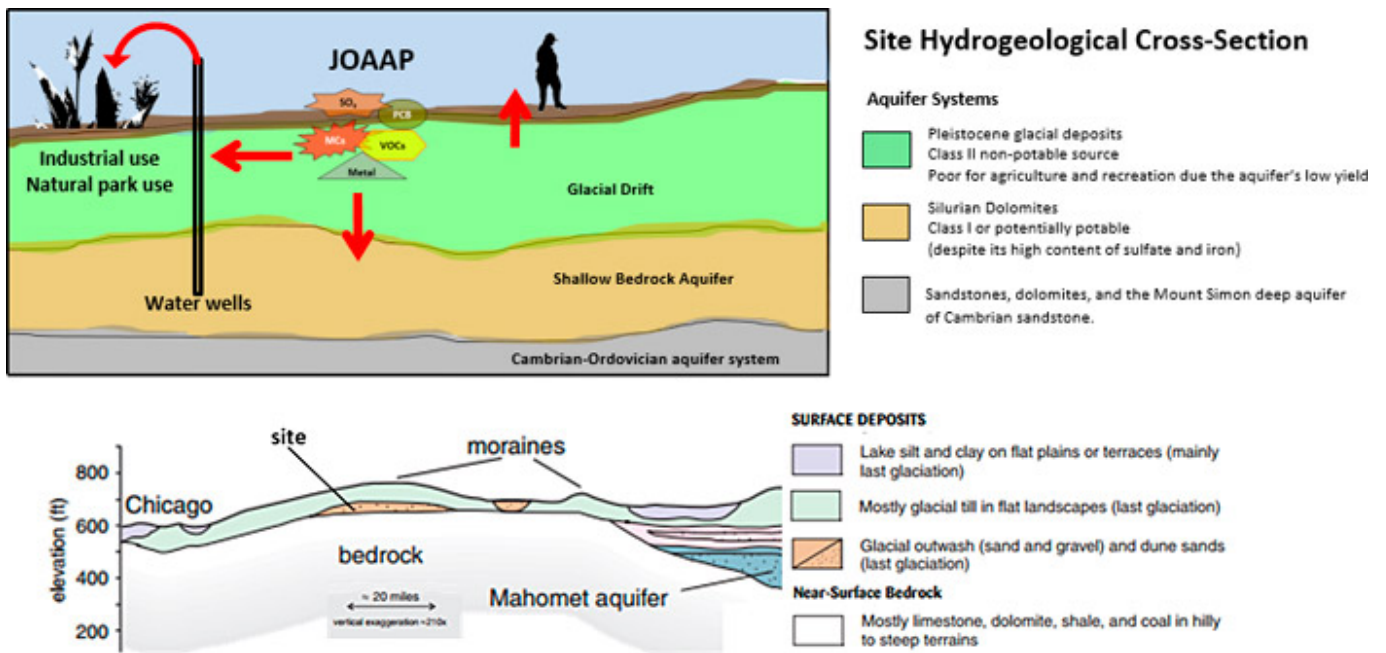 JOAAP
SOx
PCB
MCs
VOCs
Metal
Industrial use
Natural park use
Glacial Drift
Shallow Bedrock Aquifer
Water wells
Cambrian-Ordovician aquifer system
Site Hydrogeological Cross-Section
Aquifer Systems
Pleistocene glacial deposits
Class II non-potable source
Poor for agriculture and recreation due the aquifer's low yield
Silurian Dolomites
Class I or potentially potable
(despite its high content of sulfate and iron)
Sandstones, dolomites, and the Mount Simon deep aquifer
of Cambrian sandstone.
site
moraines
800
Chicago
600
elevation (ft)
bedrock
400
≈ 20 miles
vertical exaggeration ≈210x
Mahomet aquifer
200
SURFACE DEPOSITS
Lake silt and clay on flat plains or terraces (mainly
last glaciation)
Mostly glacial till in flat landscapes (last glaciation)
Glacial outwash (sand and gravel) and dune sands
(last glaciation)
Near-Surface Bedrock
Mostly limestone, dolomite, shale, and coal in hilly
to steep terrains